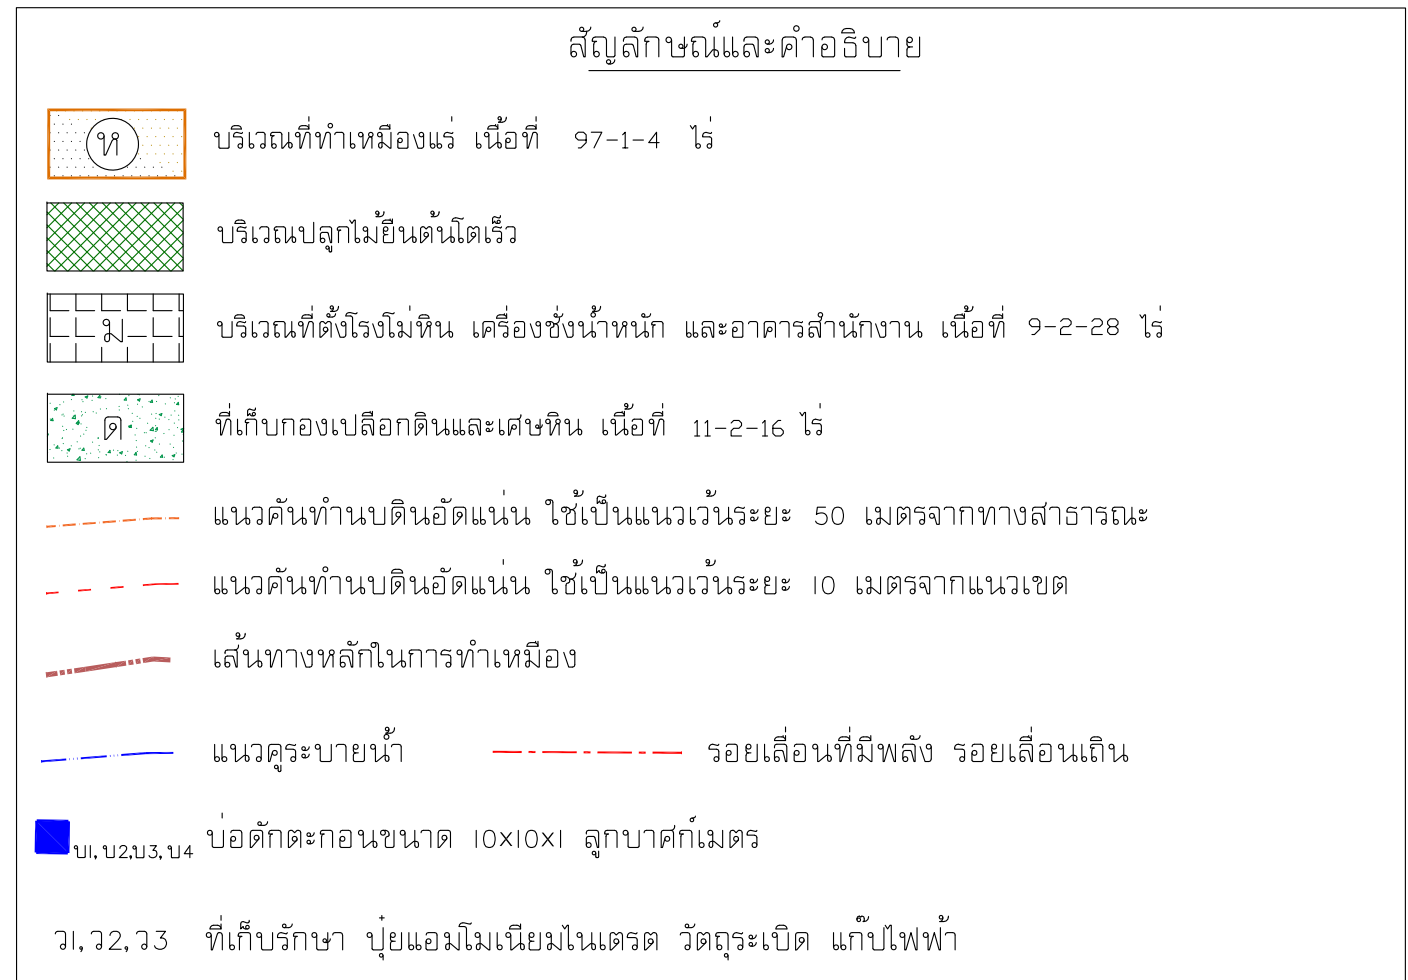 สัญลักษณ์และคำอธิบาย
ห บริเวณที่ทำเหมืองแร่ เนื้อที่ 97-1-4 ไร่
บริเวณปลูกไม้ยืนต้นโตเร็ว
ม บริเวณที่ตั้งโรงโม่หิน เครื่องชั่งน้ำหนัก และอาคารสำนักงาน เนื้อที่ 9-2-28 ไร่
ด ที่เก็บกองเปลือกดินและเศษหิน เนื้อที่ 11-2-16 ไร่
แนวคันทำนบดินอัดแน่น ใช้เป็นแนวเว้นระยะ 50 เมตรจากทางสาธารณะ
แนวคันทำนบดินอัดแน่น ใช้เป็นแนวเว้นระยะ 10 เมตรจากแนวเขต
เส้นทางหลักในการทำเหมือง
แนวคูระบายน้ำ รอยเลื่อนที่มีพลัง รอยเลื่อนเถิน
บ1, บ2,บ3, บ4 บ่อดักตะกอนขนาด 10x10x1 ลูกบาศก์เมตร
ว1, ว2, ว3 ที่เก็บรักษา ปุ๋ยแอมโมเนียมไนเตรต วัตถุระเบิด แก๊ปไฟฟ้า